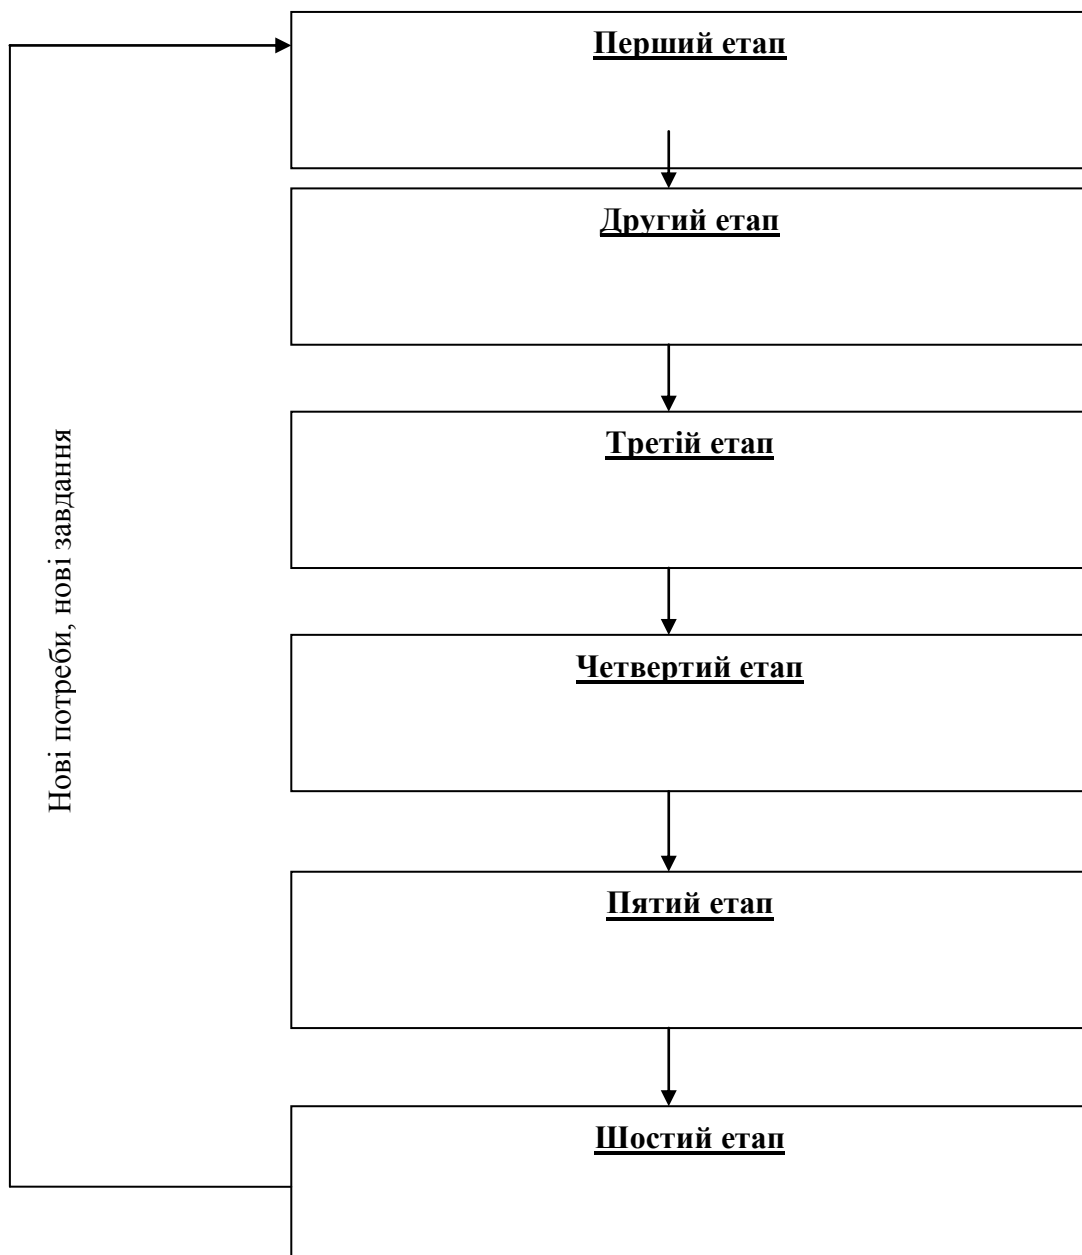 Перший етап
Другий етап
Третій етап
Четвертий етап
Пятий етап
Шостий етап
Нові потреби, нові завдання